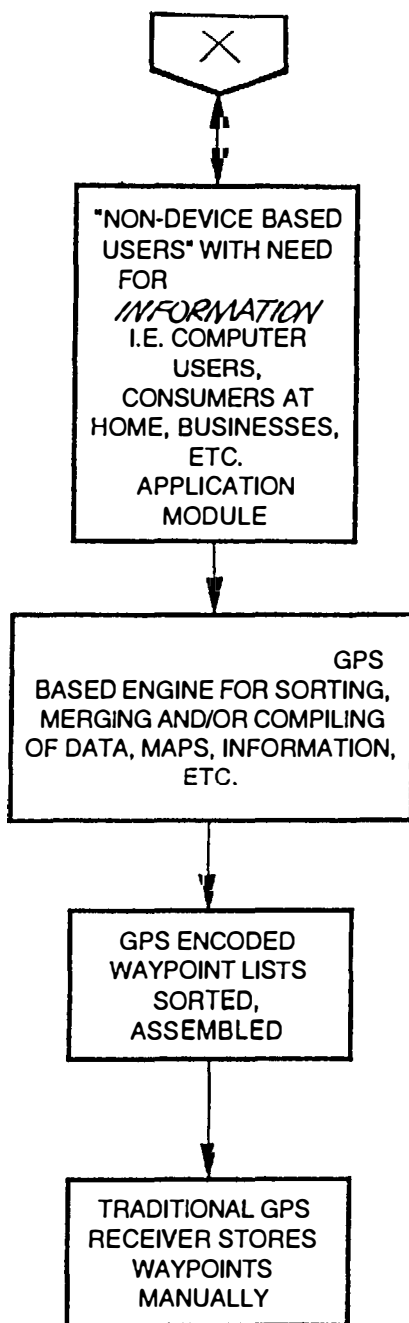 X
"NON-DEVICE BASED
USERS" WITH NEED
FOR
INFORMATION
I.E. COMPUTER
USERS,
CONSUMERS AT
HOME, BUSINESSES,
ETC.
APPLICATION
MODULE
GPS
BASED ENGINE FOR SORTING,
MERGING AND/OR COMPILING
OF DATA, MAPS, INFORMATION,
ETC.
GPS ENCODED
WAYPOINT LISTS
SORTED,
ASSEMBLED
TRADITIONAL GPS
RECEIVER STORES
WAYPOINTS
MANUALLY